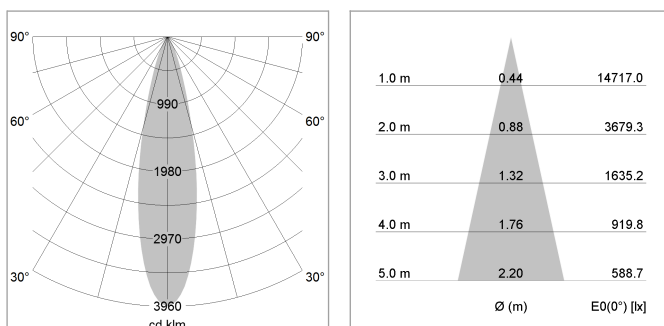 90° 90°
990
60° 60°
1980
2970
30° 30°
3960
cd klm
1.0 m 0.44 14717.0
2.0 m 0.88 3679.3
3.0 m 1.32 1635.2
4.0 m 1.76 919.8
5.0 m 2.20 588.7
Ø (m) E0(0°) [lx]